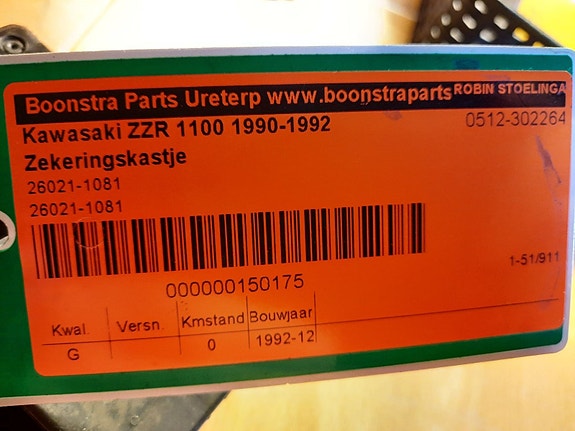 Boonstra Parts Ureterp www.boonstraparts ROBIN STOELINGA
Kawasaki ZZR 1100 1990-1992 0512-302264
Zekeringskastje
26021-1081
26021-1081
000000150175 1-51/911
Kwal. Versn. Kmstand Bouwjaar
G 0 1992-12